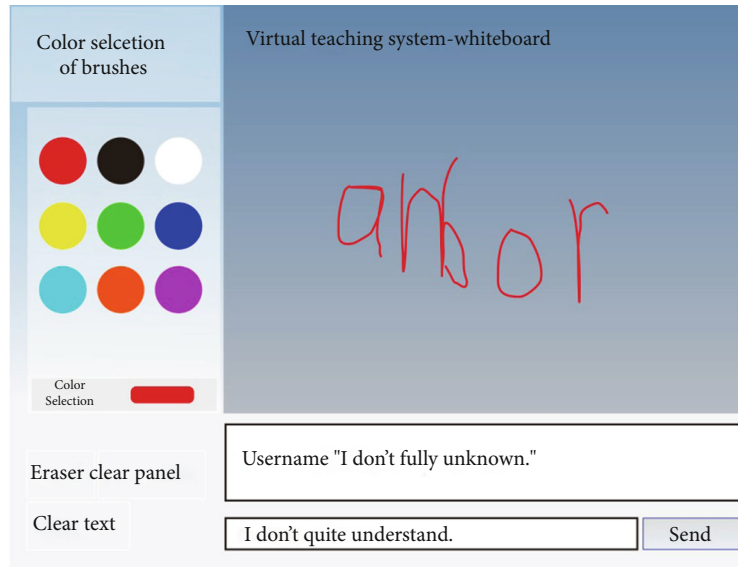 Color selcetion
of brushes
Virtual teaching system-whiteboard
Color
Selection
Eraser clear panel
Username "I don't fully unknown."
Clear text
I don't quite understand.
Send